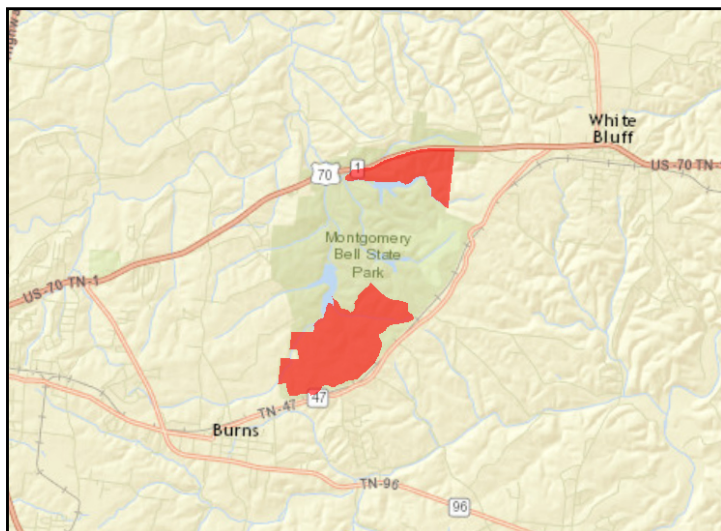 Highway
White
Bluff
1
70
US-70 TN-
Montgomery
Bell State
Park
US-70 TN-1
47
TN-47
Burns
TN-96
96